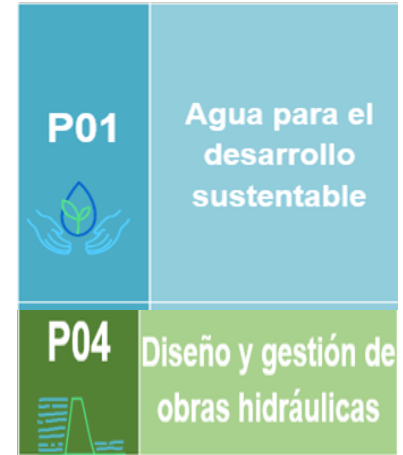 P01
Agua para el
desarrollo
sustentable
P04
Diseño y gestión de
obras hidráulicas